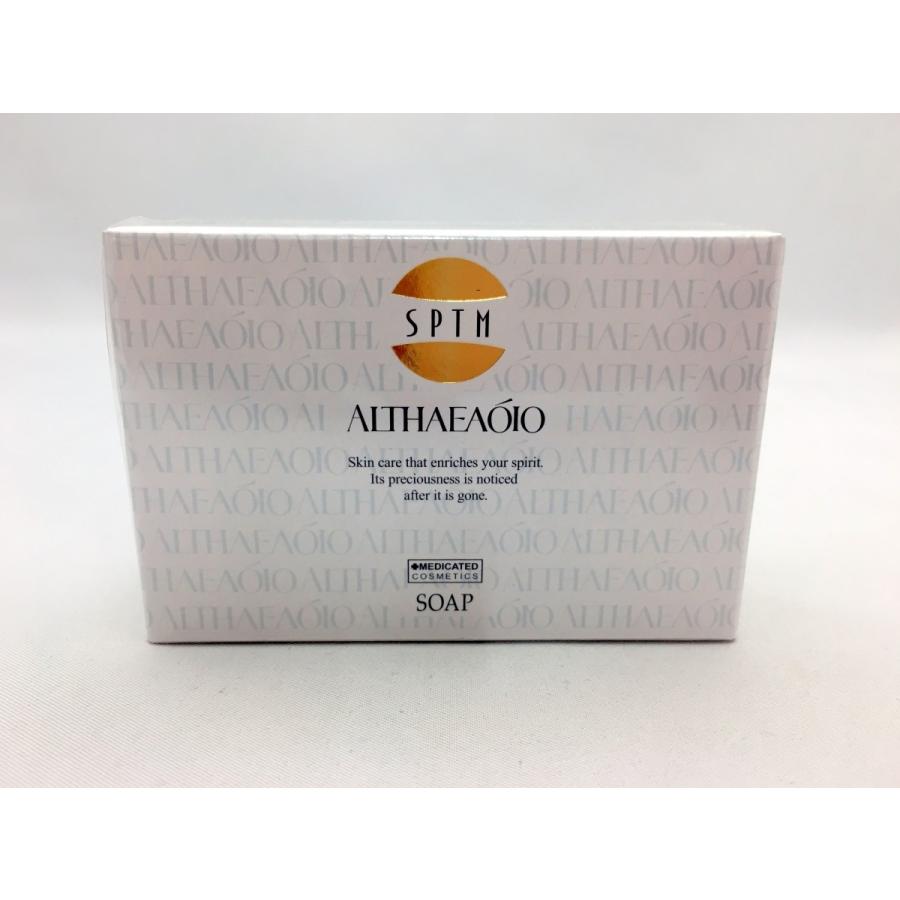 SPTM
ALTHAEAÓIO
Skin care that enriches your spirit.
Its preciousness is noticed
after it is gone.
✚MEDICATED
COSMETICS
SOAP